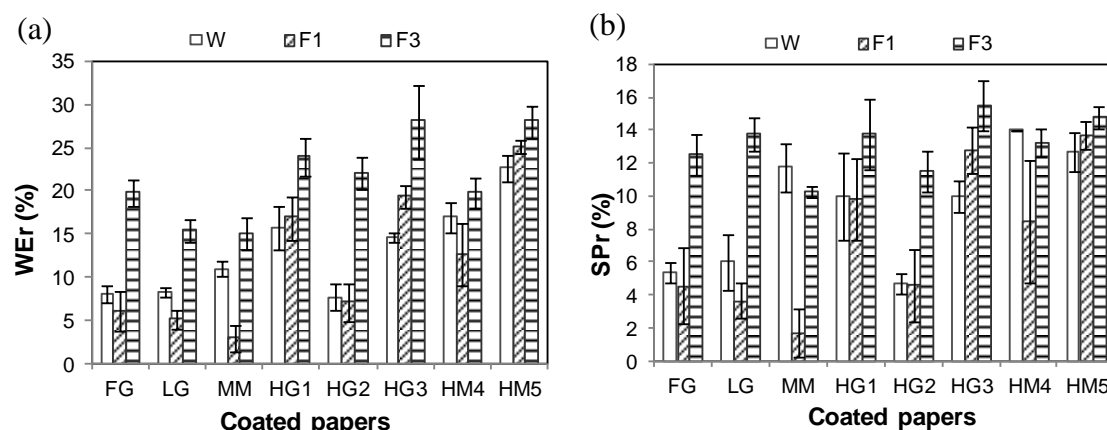 (a)
W F1 F3
35
30
25
20
15
10
5
0
WEr (%)
FG LG MM HG1 HG2 HG3 HM4 HM5
Coated papers
(b)
W F1 F3
18
16
14
12
10
8
6
4
2
0
SPr (%)
FG LG MM HG1 HG2 HG3 HM4 HM5
Coated papers